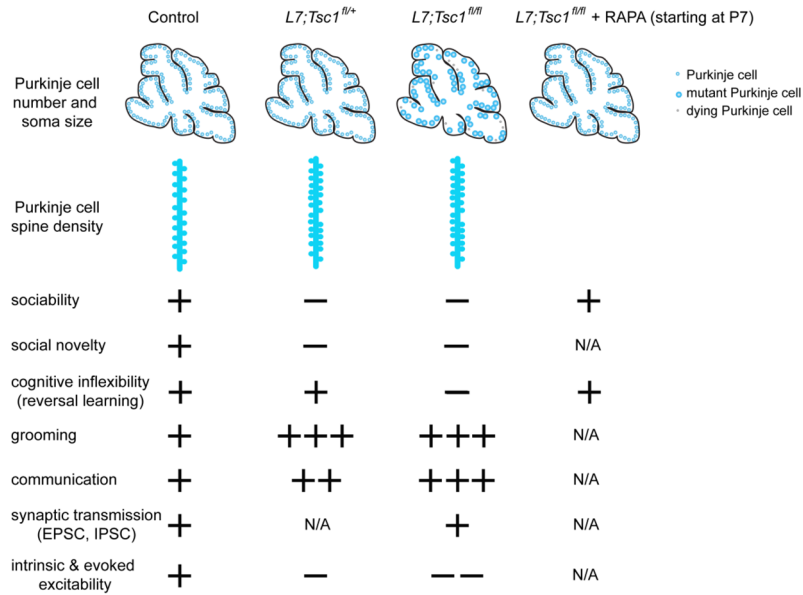 Control L7;Tsc1fl/+ L7;Tsc1fl/fl L7;Tsc1fl/fl + RAPA (starting at P7)
Purkinje cell
number and
soma size
Purkinje cell
mutant Purkinje cell
dying Purkinje cell
Purkinje cell
spine density
sociability + — — +
social novelty + — — N/A
cognitive inflexibility
(reversal learning) + + — +
grooming + +++ +++ N/A
communication + ++ +++ N/A
synaptic transmission
(EPSC, IPSC) + N/A + N/A
intrinsic & evoked
excitability + — — — N/A